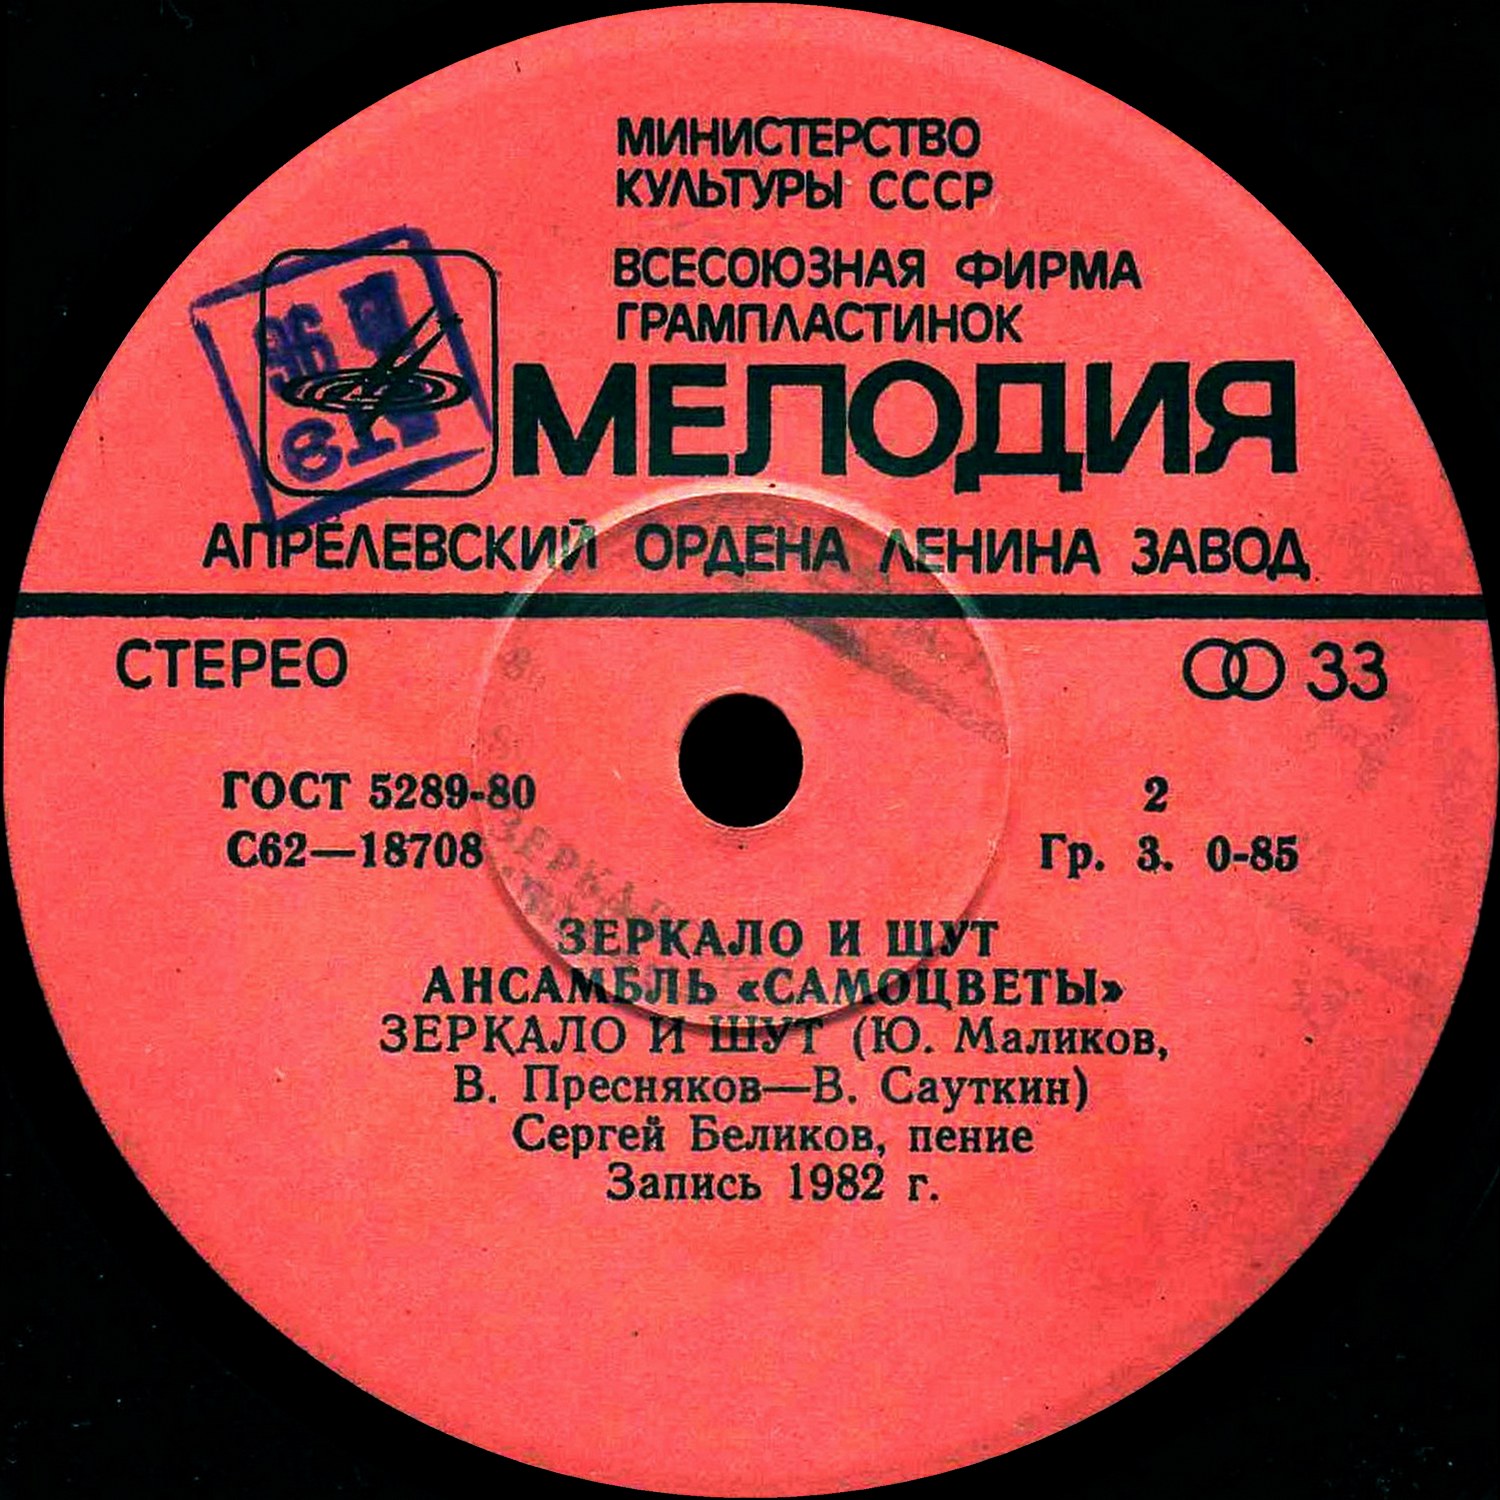 МИНИСТЕРСТВО
КУЛЬТУРЫ СССР
ВСЕСОЮЗНАЯ ФИРМА
ГРАМПЛАСТИНОК
МЕЛОДИЯ
АПРЕЛЕВСКИЙ ОРДЕНА ЛЕНИНА ЗАВОД
СТЕРЕО
33
ГОСТ 5289-80
2
С62—18708
Гр. 3. 0-85
ЗЕРКАЛО И ШУТ
АНСАМБЛЬ «САМОЦВЕТЫ»
ЗЕРКАЛО И ШУТ (Ю. Маликов,
В. Пресняков—В. Сауткин)
Сергей Беликов, пение
Запись 1982 г.